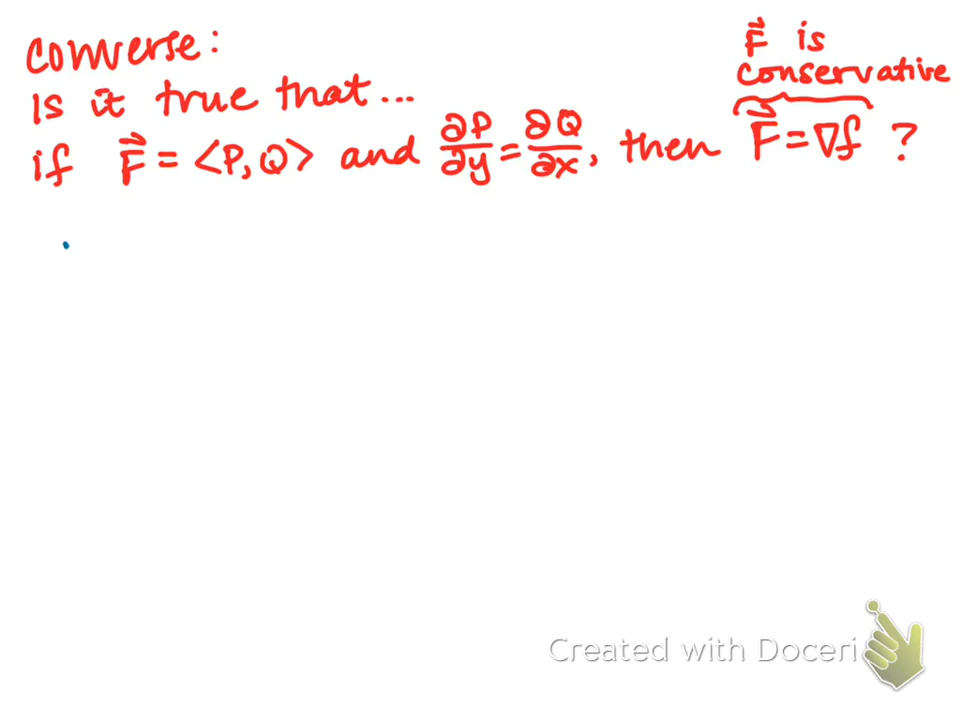 Converse:
Is it true that...
if F⃗ = <P, Q> and ∂P/∂y = ∂Q/∂x, then F⃗ = ∇f ?
F⃗ is
conservative
Created with Doceri